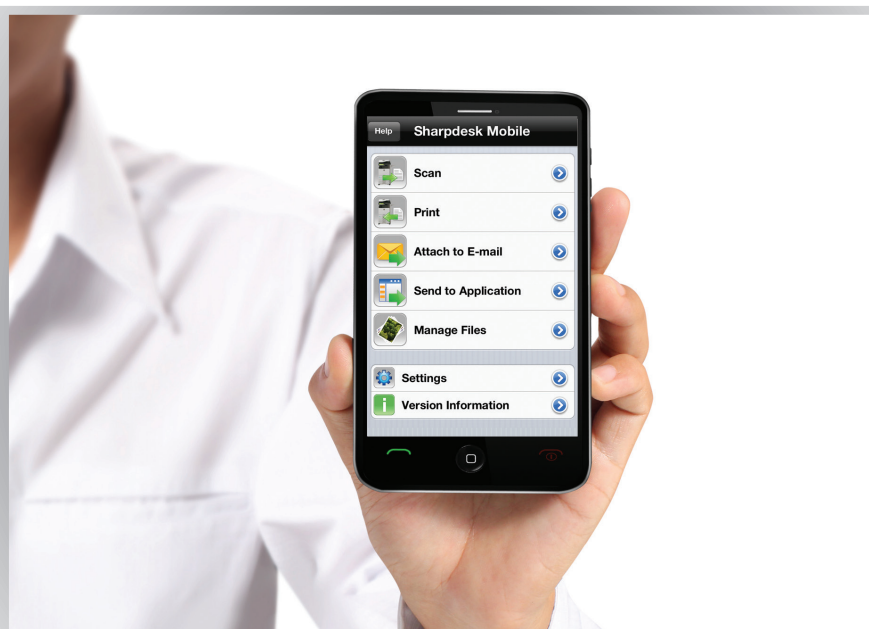 Help
Sharpdesk Mobile
Scan
Print
Attach to E-mail
Send to Application
Manage Files
Settings
Version Information